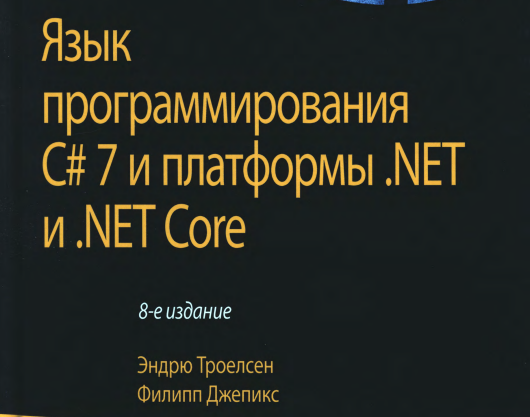 Язык
программирования
C# 7 и платформы .NET
и .NET Core
8-е издание
Эндрю Троелсен
Филипп Джепикс